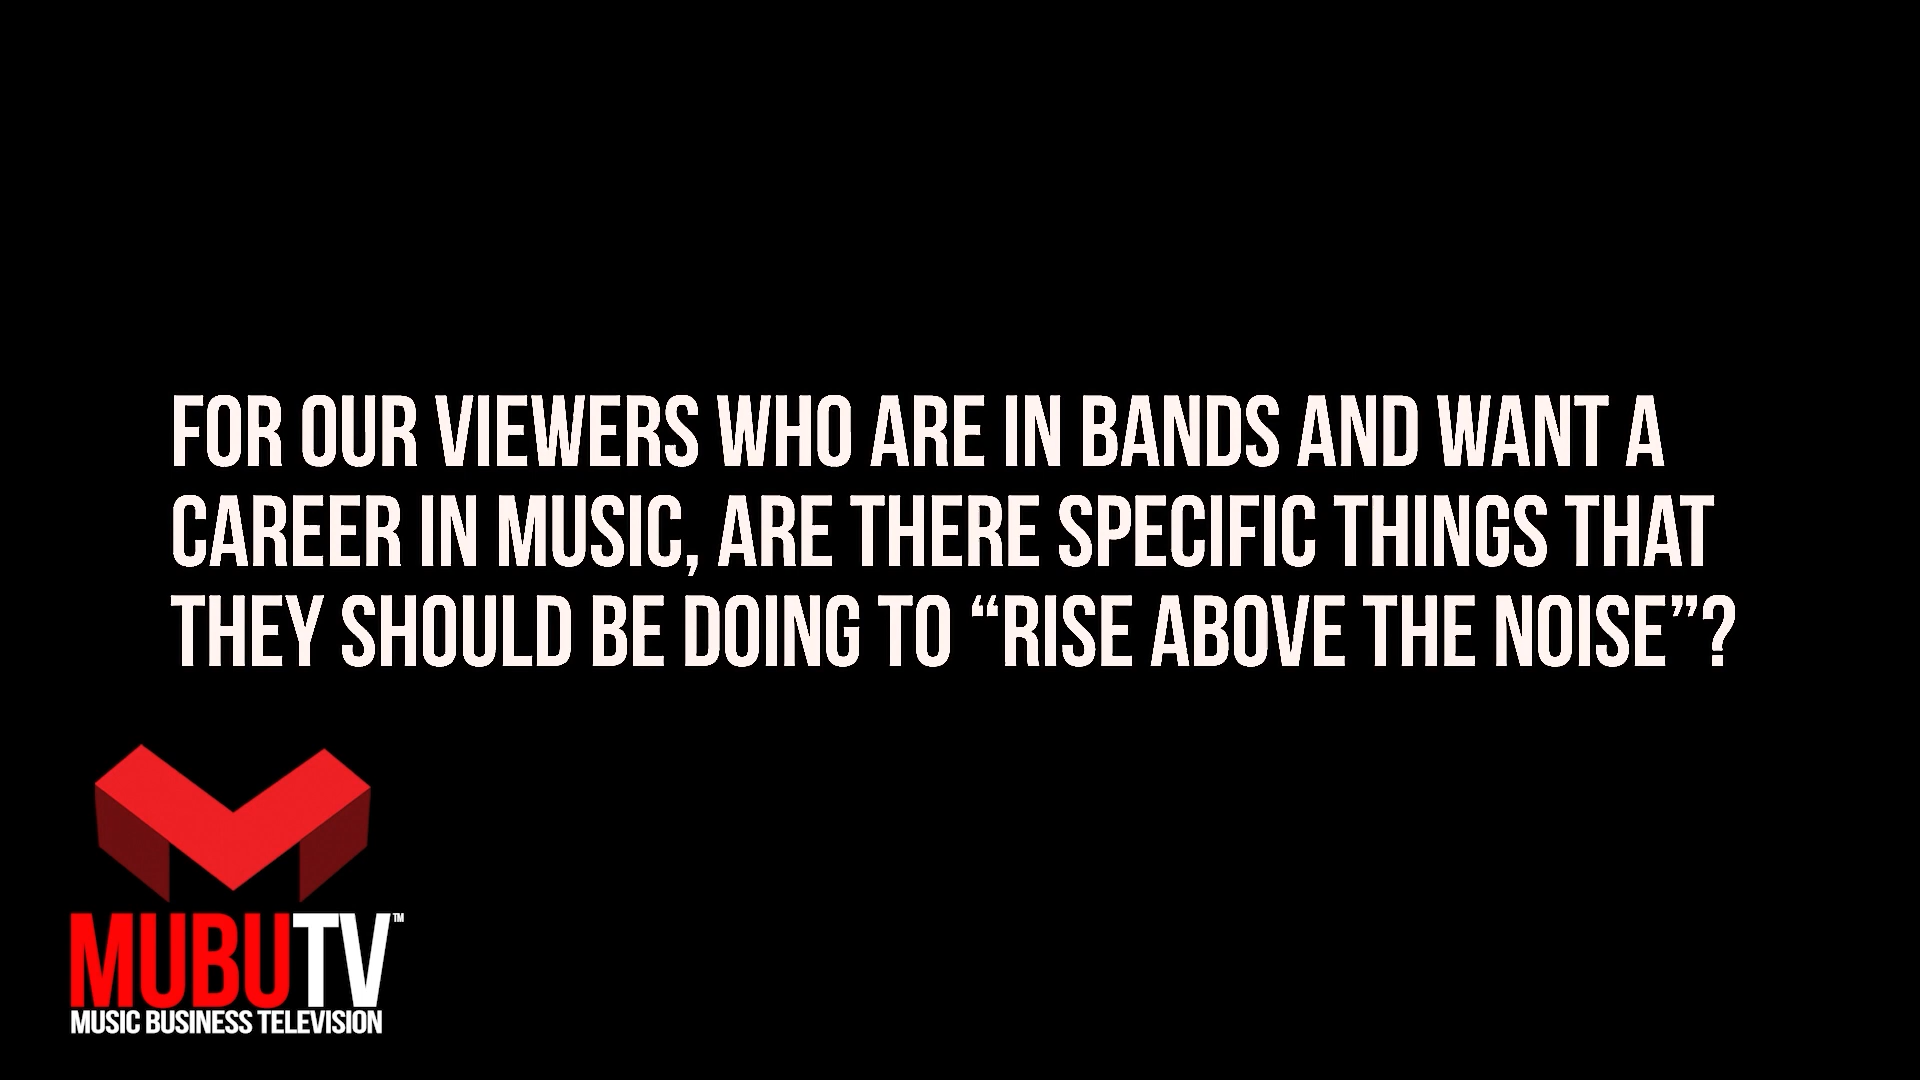 FOR OUR VIEWERS WHO ARE IN BANDS AND WANT A
CAREER IN MUSIC, ARE THERE SPECIFIC THINGS THAT
THEY SHOULD BE DOING TO “RISE ABOVE THE NOISE”?
MUBUTV™
MUSIC BUSINESS TELEVISION